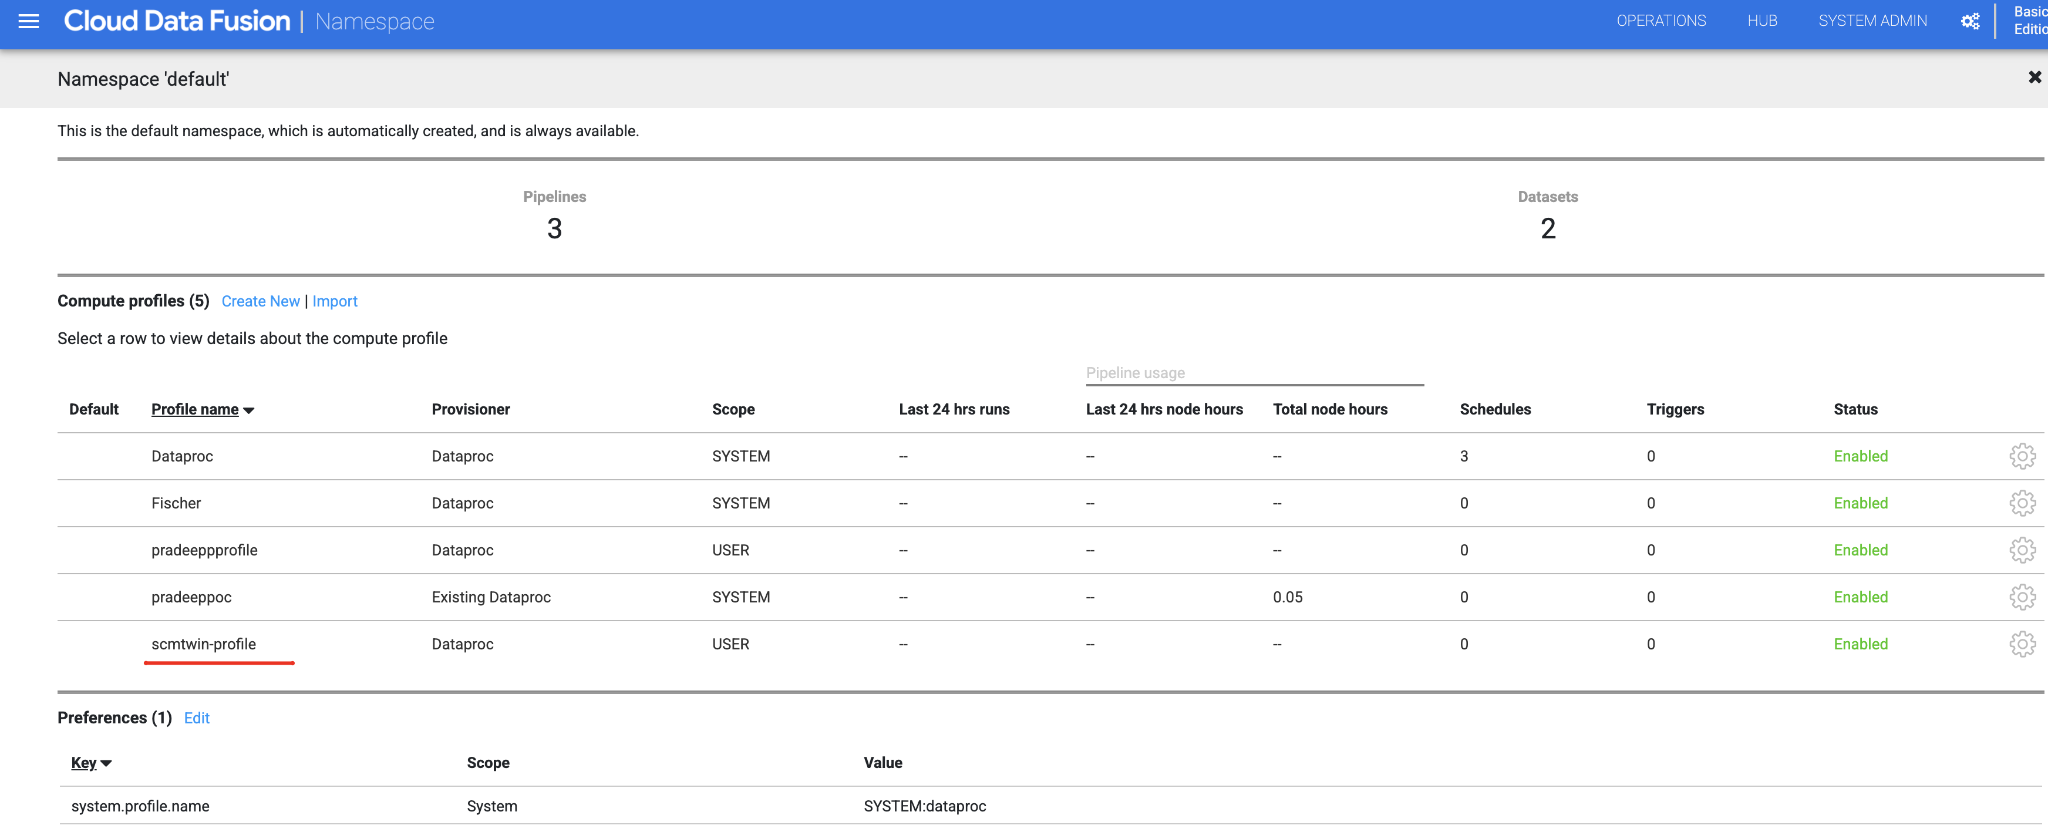 Cloud Data Fusion | Namespace OPERATIONS HUB SYSTEM ADMIN Basic
Namespace 'default'
This is the default namespace, which is automatically created, and is always available.
Pipelines Datasets
3 2
Compute profiles (5) Create New | Import
Select a row to view details about the compute profile
Pipeline usage
Default Profile name Provisioner Scope Last 24 hrs runs Last 24 hrs node hours Total node hours Schedules Triggers Status
Dataproc Dataproc SYSTEM -- -- -- 3 0 Enabled
Fischer Dataproc SYSTEM -- -- -- 0 0 Enabled
pradeeppprofile Dataproc USER -- -- -- 0 0 Enabled
pradeeppoc Existing Dataproc SYSTEM -- -- 0.05 0 0 Enabled
scmtwin-profile Dataproc USER -- -- -- 0 0 Enabled
Preferences (1) Edit
Key Scope Value
system.profile.name System SYSTEM:dataproc